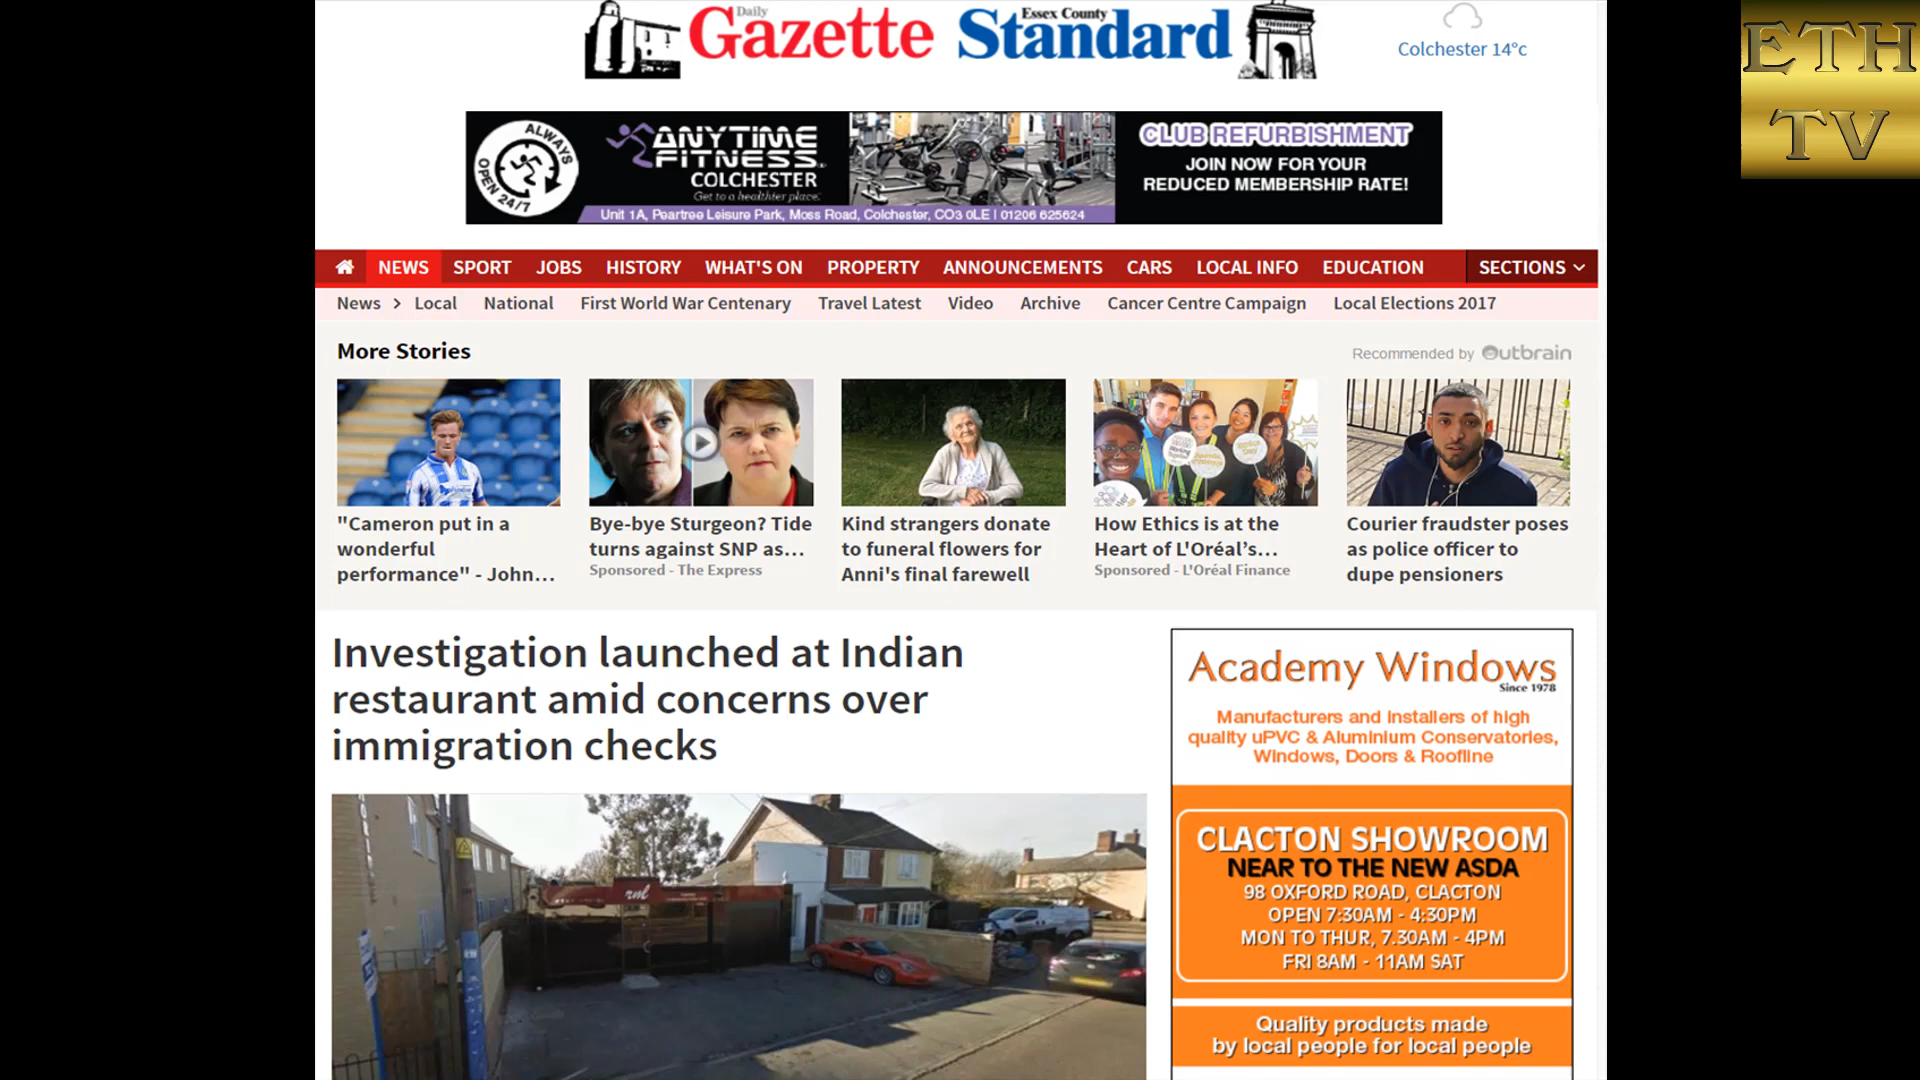 Daily
Gazette
Essex County
Standard
Colchester 14°c
ETH
TV
ALWAYS
OPEN 24/7
ANYTIME
FITNESS
COLCHESTER
Get to a healthier place.
Unit 1A, Peartree Leisure Park, Moss Road, Colchester, CO3 0LE | 01206 625624
CLUB REFURBISHMENT
JOIN NOW FOR YOUR
REDUCED MEMBERSHIP RATE!
NEWS SPORT JOBS HISTORY WHAT'S ON PROPERTY ANNOUNCEMENTS CARS LOCAL INFO EDUCATION SECTIONS
News > Local National First World War Centenary Travel Latest Video Archive Cancer Centre Campaign Local Elections 2017
More Stories
Recommended by Outbrain
"Cameron put in a
wonderful
performance" - John...
Bye-bye Sturgeon? Tide
turns against SNP as...
Sponsored - The Express
Kind strangers donate
to funeral flowers for
Anni's final farewell
How Ethics is at the
Heart of L'Oréal’s...
Sponsored - L'Oréal Finance
Courier fraudster poses
as police officer to
dupe pensioners
Investigation launched at Indian
restaurant amid concerns over
immigration checks
rml
Academy Windows
Since 1978
Manufacturers and installers of high
quality uPVC & Aluminium Conservatories,
Windows, Doors & Roofline
CLACTON SHOWROOM
NEAR TO THE NEW ASDA
98 OXFORD ROAD, CLACTON
OPEN 7:30AM - 4:30PM
MON TO THUR, 7.30AM - 4PM
FRI 8AM - 11AM SAT
Quality products made
by local people for local people